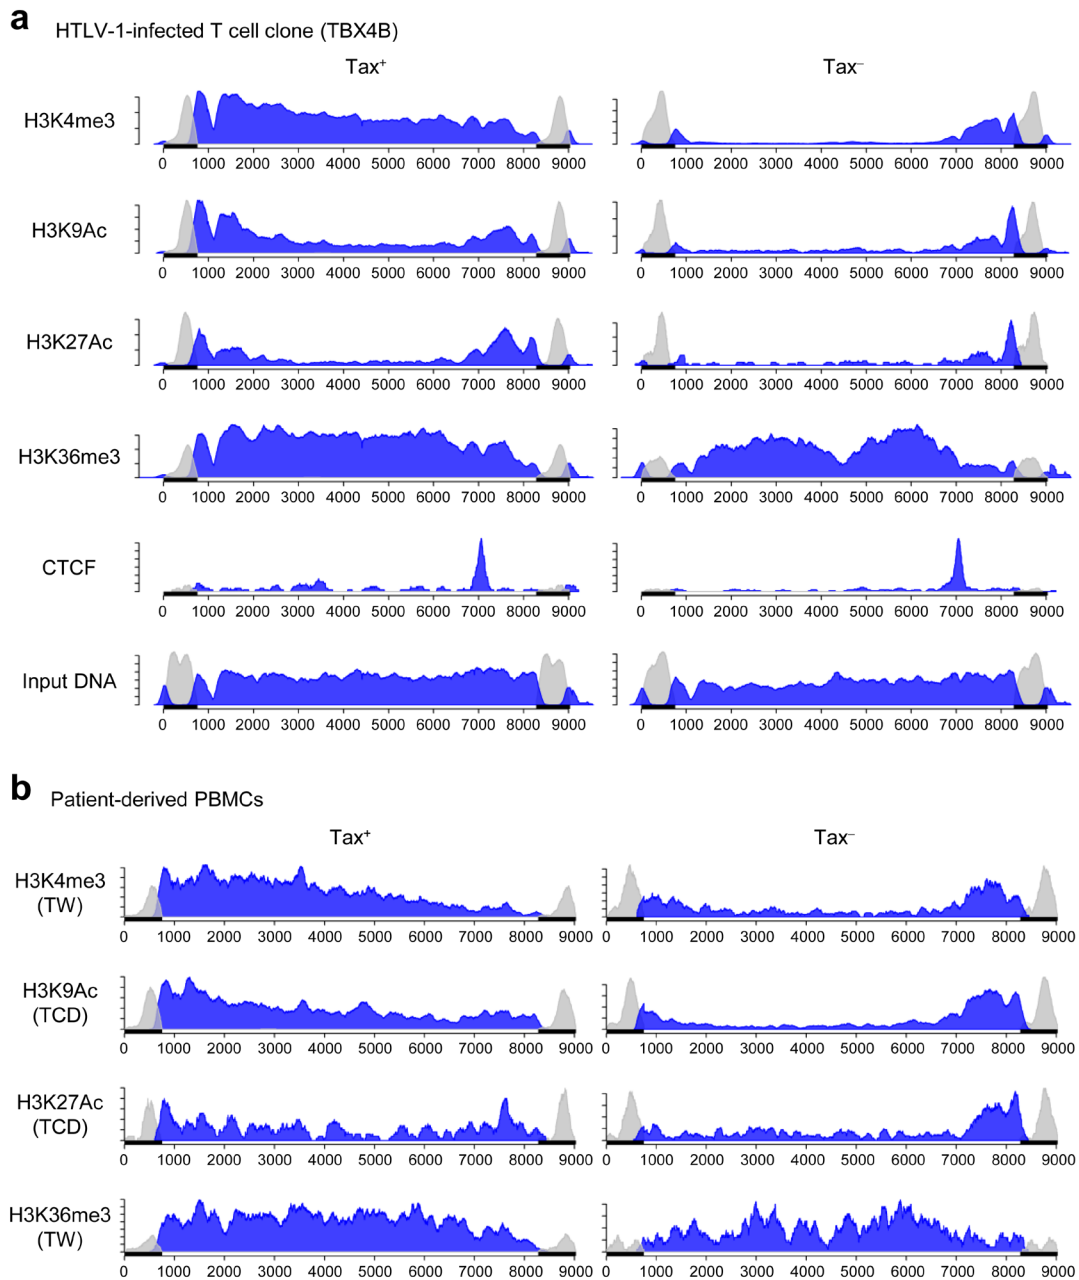 a
HTLV-1-infected T cell clone (TBX4B)
Tax⁺ Tax⁻
H3K4me3
0 1000 2000 3000 4000 5000 6000 7000 8000 9000 0 1000 2000 3000 4000 5000 6000 7000 8000 9000
H3K9Ac
0 1000 2000 3000 4000 5000 6000 7000 8000 9000 0 1000 2000 3000 4000 5000 6000 7000 8000 9000
H3K27Ac
0 1000 2000 3000 4000 5000 6000 7000 8000 9000 0 1000 2000 3000 4000 5000 6000 7000 8000 9000
H3K36me3
0 1000 2000 3000 4000 5000 6000 7000 8000 9000 0 1000 2000 3000 4000 5000 6000 7000 8000 9000
CTCF
0 1000 2000 3000 4000 5000 6000 7000 8000 9000 0 1000 2000 3000 4000 5000 6000 7000 8000 9000
Input DNA
0 1000 2000 3000 4000 5000 6000 7000 8000 9000 0 1000 2000 3000 4000 5000 6000 7000 8000 9000
b
Patient-derived PBMCs
Tax⁺ Tax⁻
H3K4me3
(TW)
0 1000 2000 3000 4000 5000 6000 7000 8000 9000 0 1000 2000 3000 4000 5000 6000 7000 8000 9000
H3K9Ac
(TCD)
0 1000 2000 3000 4000 5000 6000 7000 8000 9000 0 1000 2000 3000 4000 5000 6000 7000 8000 9000
H3K27Ac
(TCD)
0 1000 2000 3000 4000 5000 6000 7000 8000 9000 0 1000 2000 3000 4000 5000 6000 7000 8000 9000
H3K36me3
(TW)
0 1000 2000 3000 4000 5000 6000 7000 8000 9000 0 1000 2000 3000 4000 5000 6000 7000 8000 9000